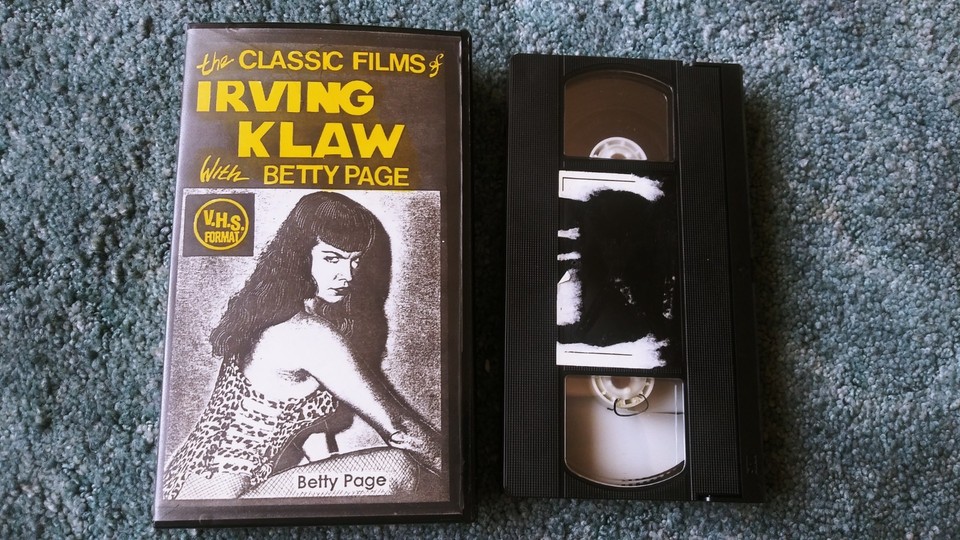 the CLASSIC FILMS of
IRVING
KLAW
With BETTY PAGE
V.H.S.
FORMAT
Betty Page